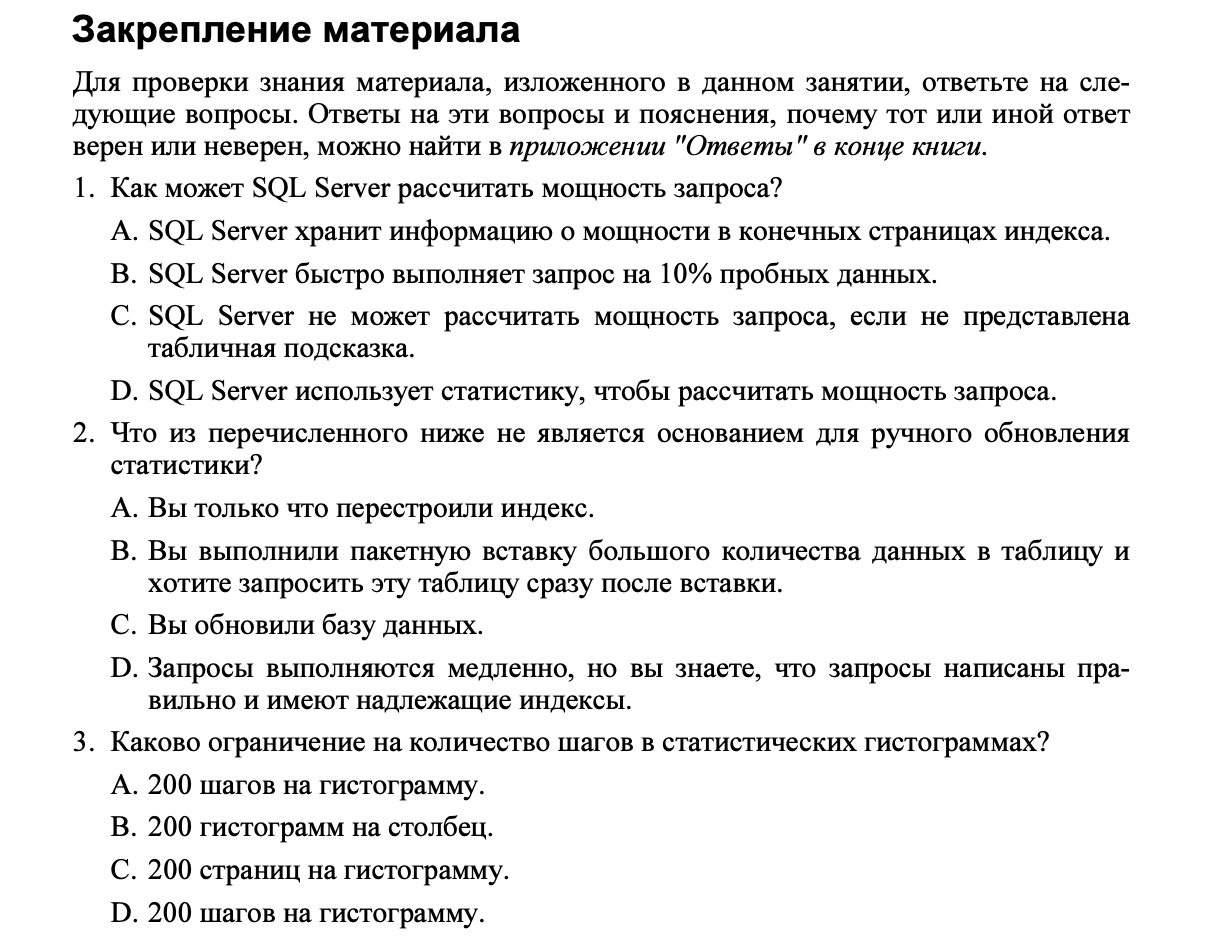 Закрепление материала
Для проверки знания материала, изложенного в данном занятии, ответьте на сле-
дующие вопросы. Ответы на эти вопросы и пояснения, почему тот или иной ответ
верен или неверен, можно найти в приложении "Ответы" в конце книги.
1. Как может SQL Server рассчитать мощность запроса?
A. SQL Server хранит информацию о мощности в конечных страницах индекса.
B. SQL Server быстро выполняет запрос на 10% пробных данных.
C. SQL Server не может рассчитать мощность запроса, если не представлена
табличная подсказка.
D. SQL Server использует статистику, чтобы рассчитать мощность запроса.
2. Что из перечисленного ниже не является основанием для ручного обновления
статистики?
A. Вы только что перестроили индекс.
B. Вы выполнили пакетную вставку большого количества данных в таблицу и
хотите запросить эту таблицу сразу после вставки.
C. Вы обновили базу данных.
D. Запросы выполняются медленно, но вы знаете, что запросы написаны пра-
вильно и имеют надлежащие индексы.
3. Каково ограничение на количество шагов в статистических гистограммах?
A. 200 шагов на гистограмму.
B. 200 гистограмм на столбец.
C. 200 страниц на гистограмму.
D. 200 шагов на гистограмму.